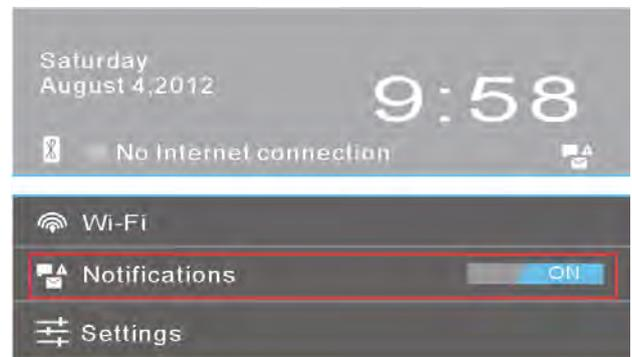 Saturday
August 4,2012
9:58
No Internet connection
Wi-Fi
Notifications
ON
Settings